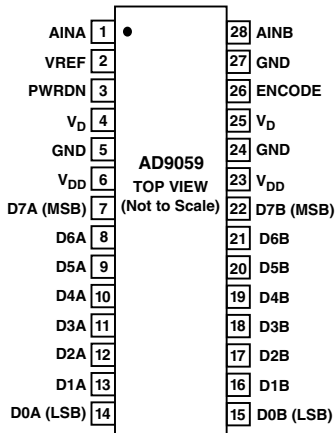 AINA 1 28 AINB
VREF 2 27 GND
PWRDN 3 26 ENCODE
VD 4 25 VD
GND 5 24 GND
VDD 6 23 VDD
AD9059
TOP VIEW
(Not to Scale)
D7A (MSB) 7 22 D7B (MSB)
D6A 8 21 D6B
D5A 9 20 D5B
D4A 10 19 D4B
D3A 11 18 D3B
D2A 12 17 D2B
D1A 13 16 D1B
D0A (LSB) 14 15 D0B (LSB)